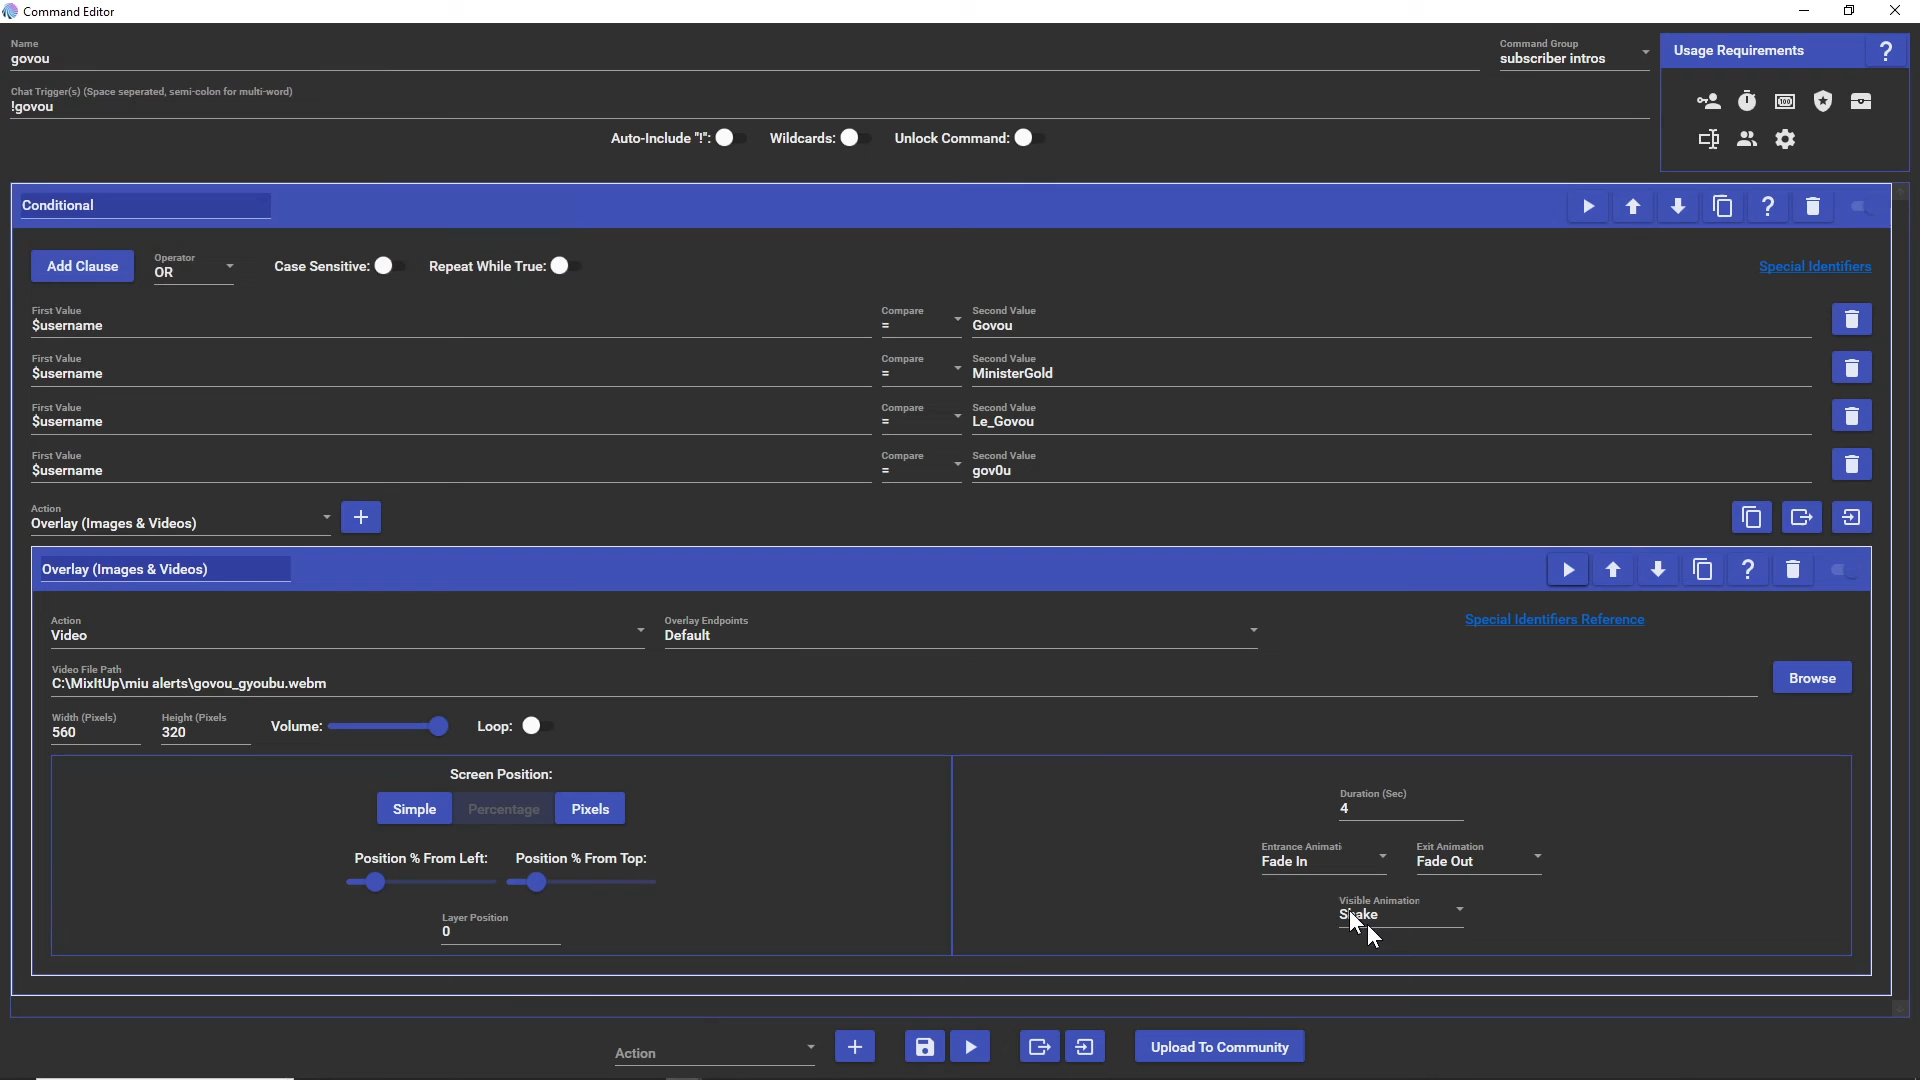 Command Editor
Name
govou
Command Group
subscriber intros
Usage Requirements
?
Chat Trigger(s) (Space seperated, semi-colon for multi-word)
!govou
100
Auto-Include "!": Wildcards: Unlock Command:
Conditional
?
Add Clause
Operator
OR
Case Sensitive: Repeat While True:
Special Identifiers
First Value Compare Second Value
$username = Govou
First Value Compare Second Value
$username = MinisterGold
First Value Compare Second Value
$username = Le_Govou
First Value Compare Second Value
$username = gov0u
Action
Overlay (Images & Videos)
+
Overlay (Images & Videos)
?
Action
Video
Overlay Endpoints
Default
Special Identifiers Reference
Video File Path
C:\MixItUp\miu alerts\govou_gyoubu.webm
Browse
Width (Pixels)
560
Height (Pixels
320
Volume: Loop:
Screen Position:
Simple Percentage Pixels
Position % From Left: Position % From Top:
Layer Position
0
Duration (Sec)
4
Entrance Animati
Fade In
Exit Animation
Fade Out
Visible Animation
Shake
Action
+
Upload To Community